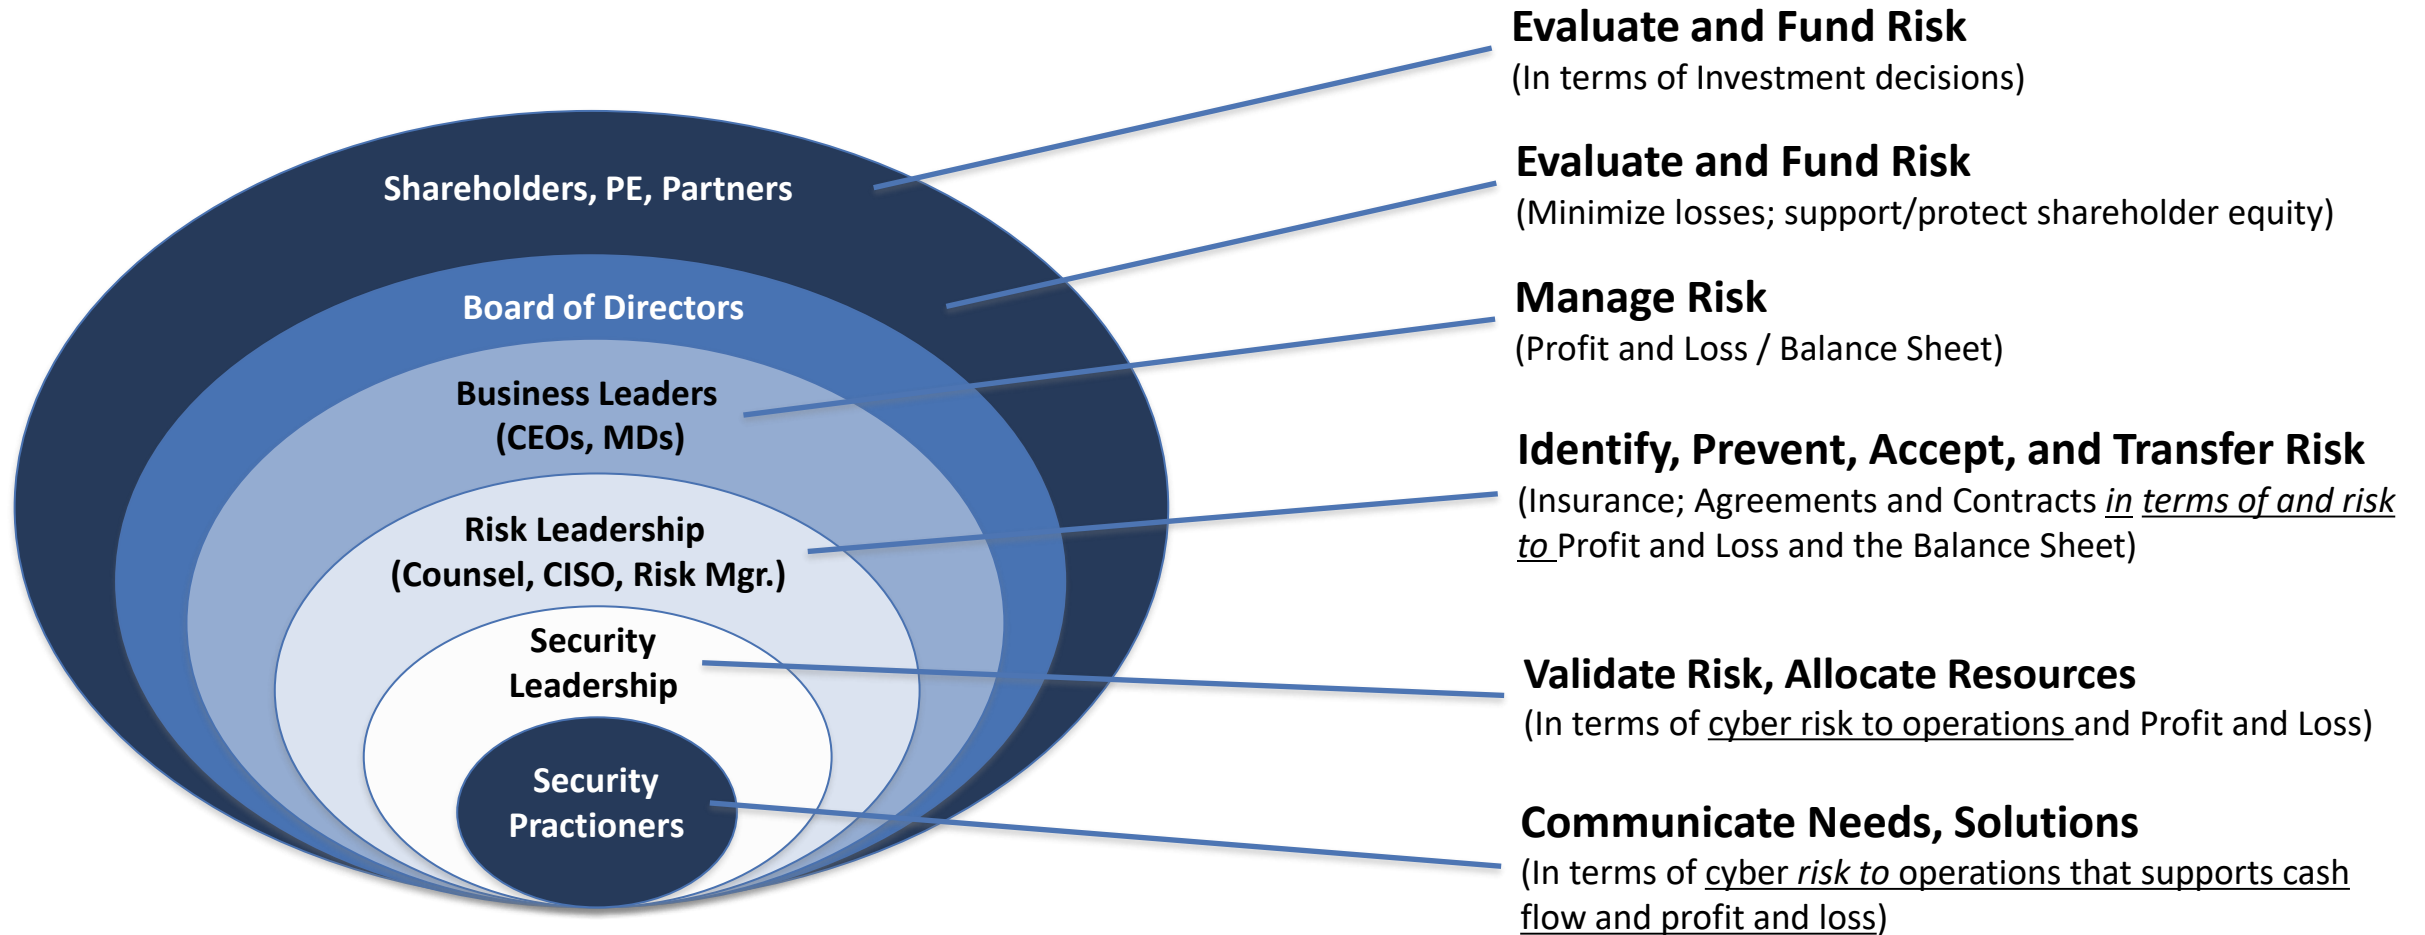 Shareholders, PE, Partners
Board of Directors
Business Leaders
(CEOs, MDs)
Risk Leadership
(Counsel, CISO, Risk Mgr.)
Security
Leadership
Security
Practioners
Evaluate and Fund Risk
(In terms of Investment decisions)
Evaluate and Fund Risk
(Minimize losses; support/protect shareholder equity)
Manage Risk
(Profit and Loss / Balance Sheet)
Identify, Prevent, Accept, and Transfer Risk
(Insurance; Agreements and Contracts in terms of and risk
to Profit and Loss and the Balance Sheet)
Validate Risk, Allocate Resources
(In terms of cyber risk to operations and Profit and Loss)
Communicate Needs, Solutions
(In terms of cyber risk to operations that supports cash
flow and profit and loss)